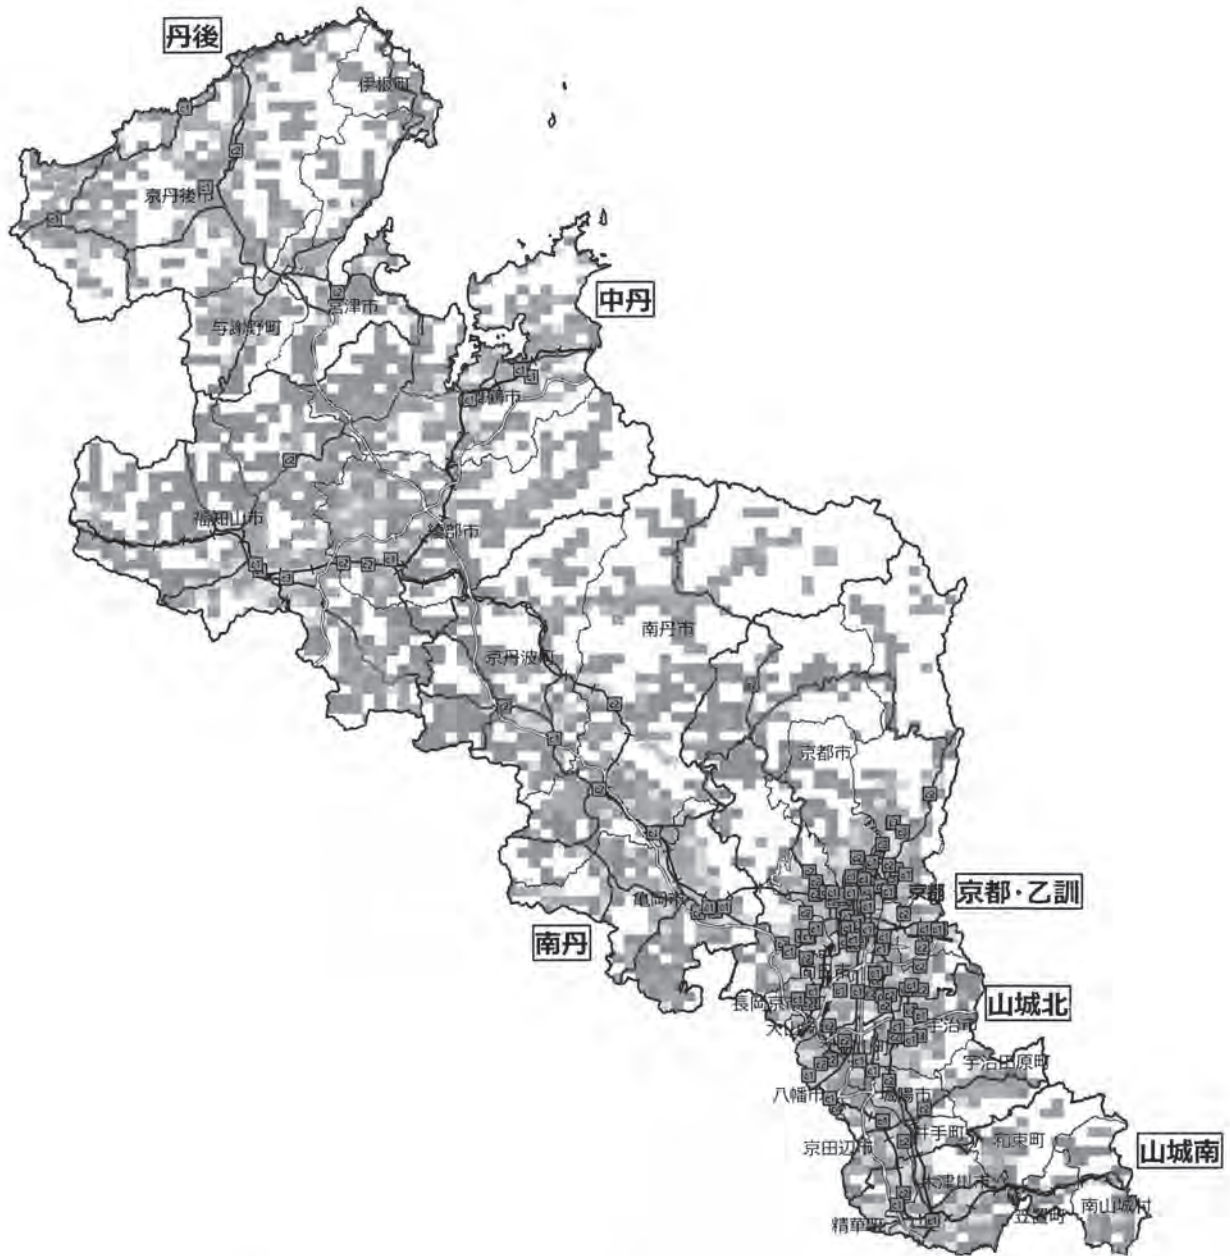 丹後
伊根町
京丹後市
中丹
宮津市
与謝野町
舞鶴市
福知山市
綾部市
南丹市
京丹波町
京都市
京都
京都・乙訓
亀岡市
南丹
向日市
長岡京市
山城北
宇治市
宇治田原町
八幡市
城陽市
井手町
和束町
京田辺市
山城南
木津川市
南山城村
笠置町
精華町